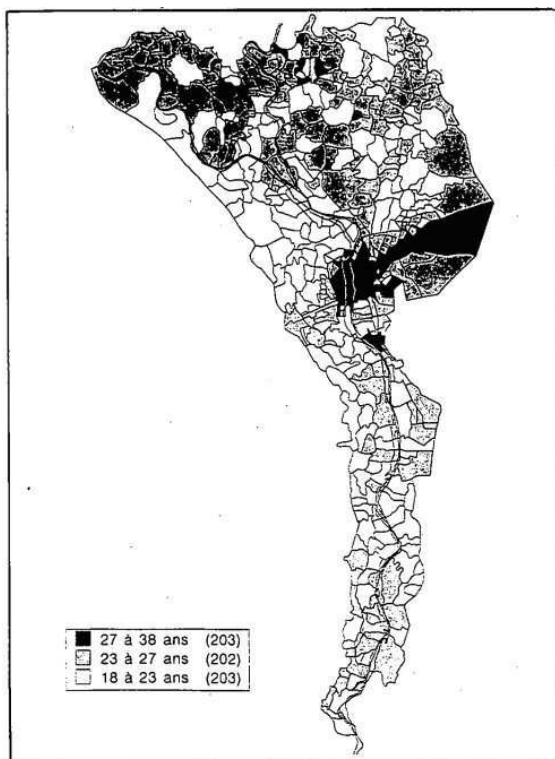 27 à 38 ans (203)
23 à 27 ans (202)
18 à 23 ans (203)